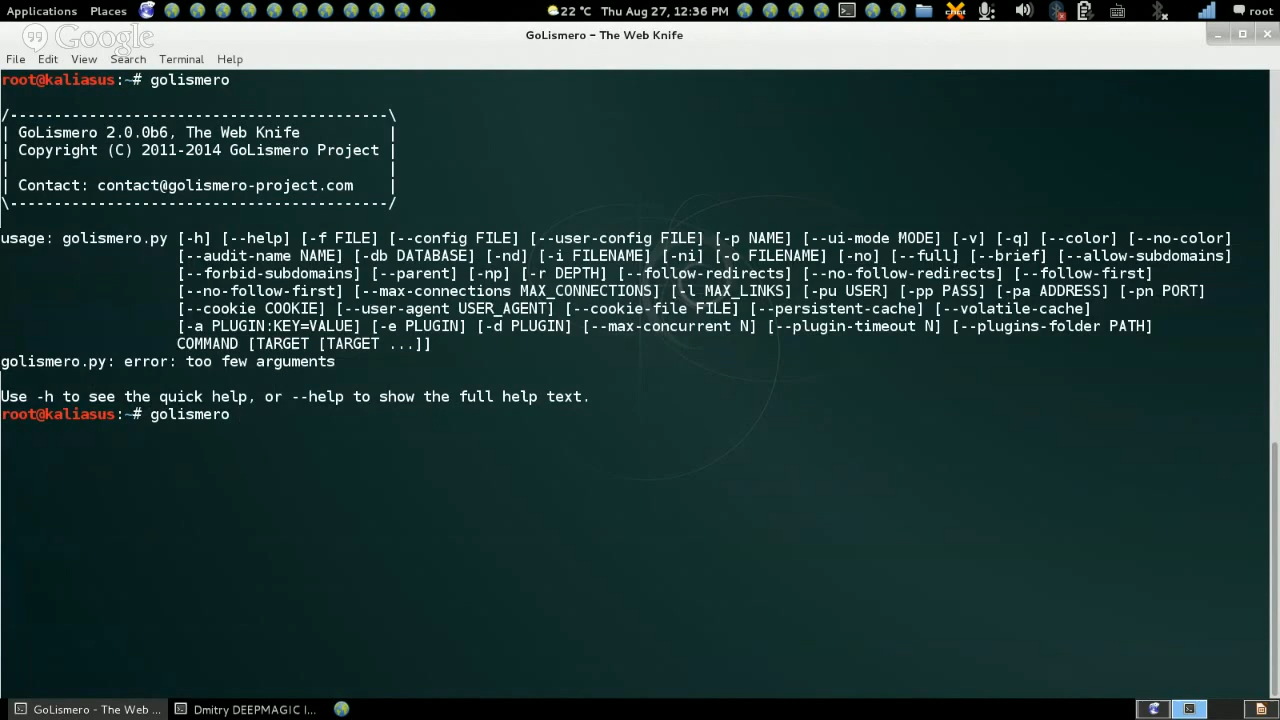 Applications Places 22 °C Thu Aug 27, 12:36 PM root
Google
GoLismero – The Web Knife
File Edit View Search Terminal Help
root@kaliasus:~# golismero
/-------------------------------------------\
| GoLismero 2.0.0b6, The Web Knife |
| Copyright (C) 2011-2014 GoLismero Project |
| |
| Contact: contact@golismero-project.com |
\-------------------------------------------/
usage: golismero.py [-h] [--help] [-f FILE] [--config FILE] [--user-config FILE] [-p NAME] [--ui-mode MODE] [-v] [-q] [--color] [--no-color]
[--audit-name NAME] [-db DATABASE] [-nd] [-i FILENAME] [-ni] [-o FILENAME] [-no] [--full] [--brief] [--allow-subdomains]
[--forbid-subdomains] [--parent] [-np] [-r DEPTH] [--follow-redirects] [--no-follow-redirects] [--follow-first]
[--no-follow-first] [--max-connections MAX_CONNECTIONS] [-l MAX_LINKS] [-pu USER] [-pp PASS] [-pa ADDRESS] [-pn PORT]
[--cookie COOKIE] [--user-agent USER_AGENT] [--cookie-file FILE] [--persistent-cache] [--volatile-cache]
[-a PLUGIN:KEY=VALUE] [-e PLUGIN] [-d PLUGIN] [--max-concurrent N] [--plugin-timeout N] [--plugins-folder PATH]
COMMAND [TARGET [TARGET ...]]
golismero.py: error: too few arguments
Use -h to see the quick help, or --help to show the full help text.
root@kaliasus:~# golismero
GoLismero - The Web ... Dmitry DEEPMAGIC I...